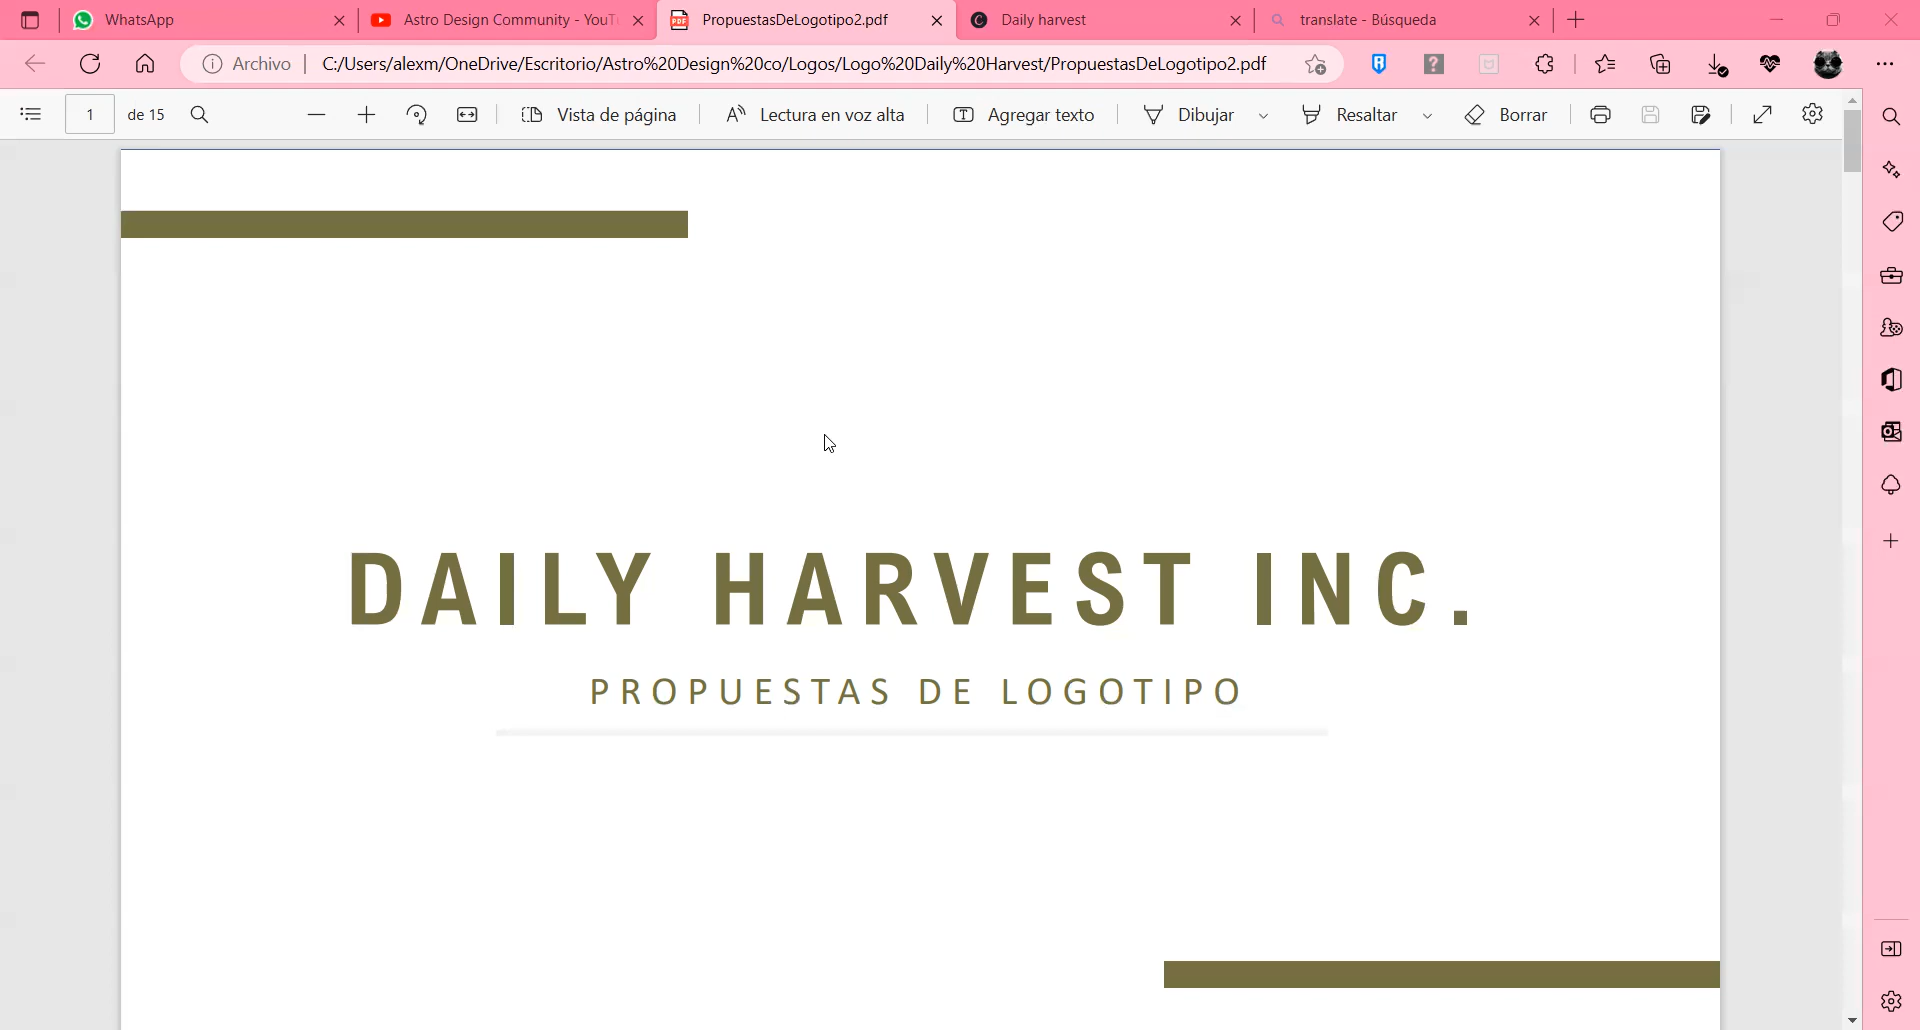 WhatsApp
Astro Design Community - YouT
PropuestasDeLogotipo2.pdf
Daily harvest
translate - Búsqueda
Archivo
C:/Users/alexm/OneDrive/Escritorio/Astro%20Design%20co/Logos/Logo%20Daily%20Harvest/PropuestasDeLogotipo2.pdf
1 de 15
Vista de página
Lectura en voz alta
Agregar texto
Dibujar
Resaltar
Borrar
DAILY HARVEST INC.
PROPUESTAS DE LOGOTIPO